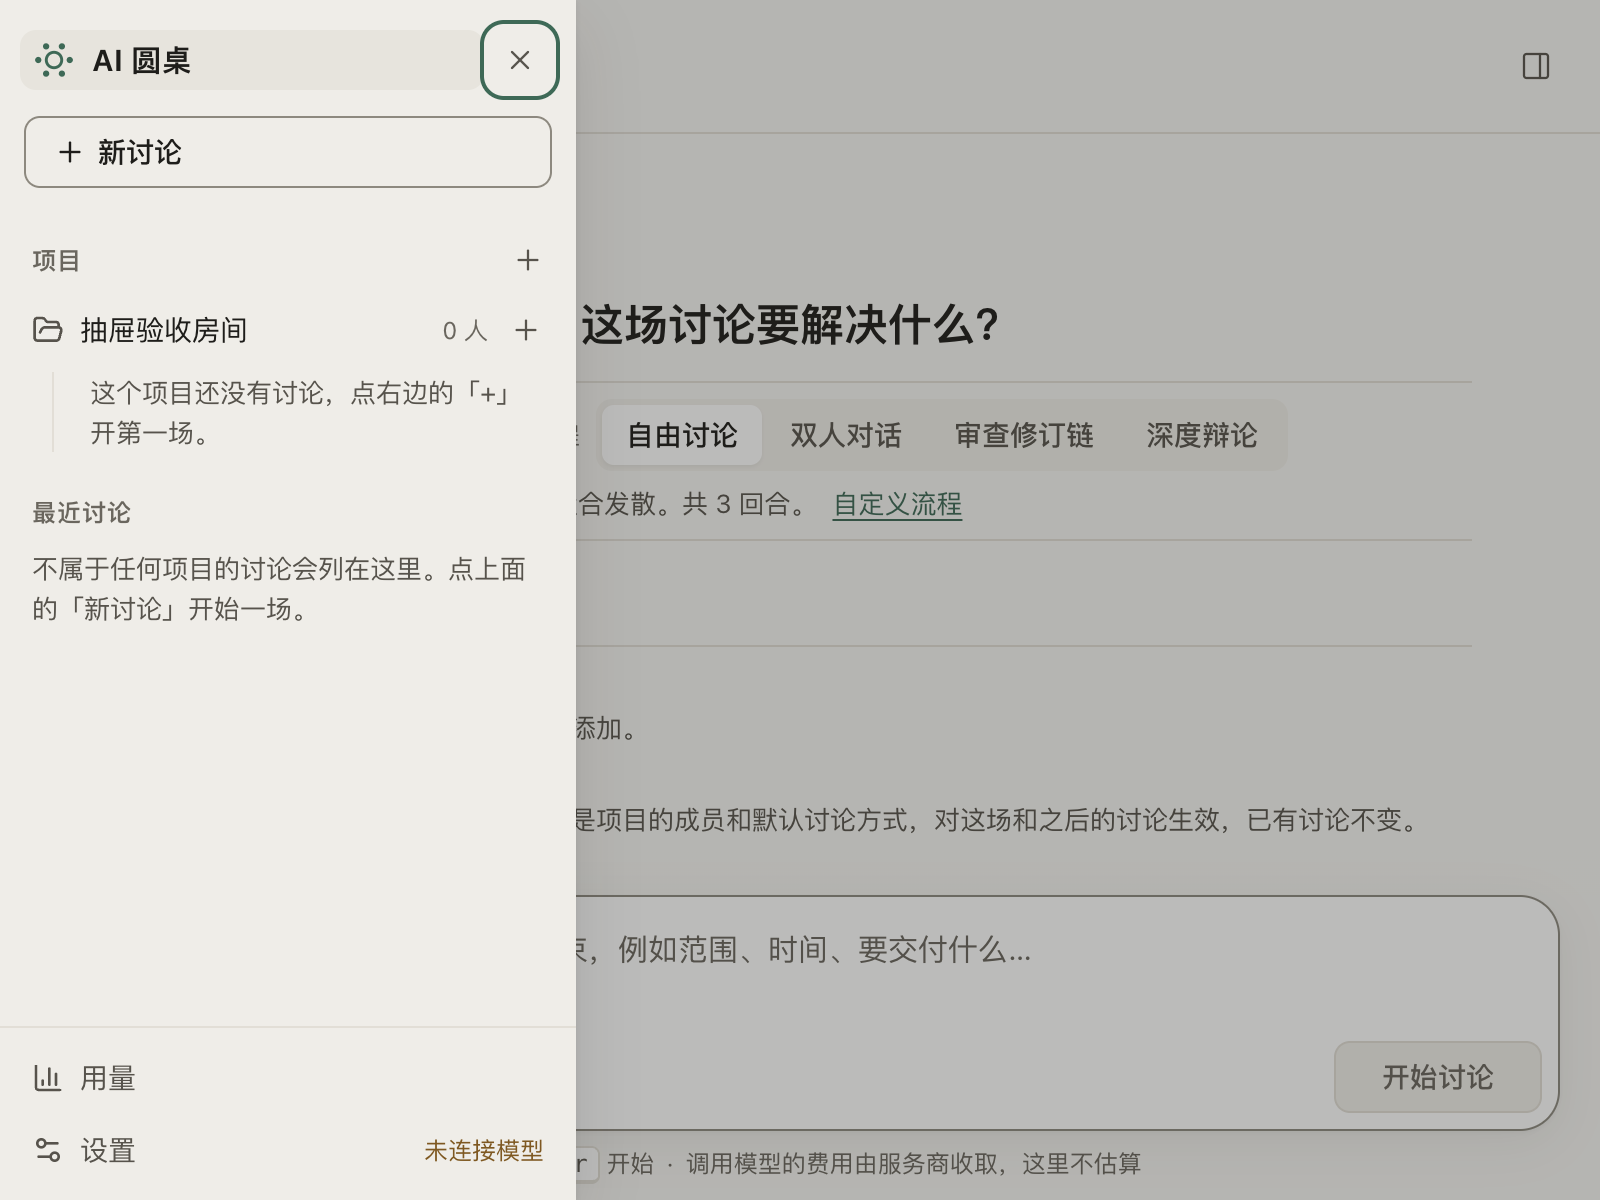 AI 圆桌
新讨论
项目
抽屉验收房间
0 人
这个项目还没有讨论，点右边的「+」
开第一场。
最近讨论
不属于任何项目的讨论会列在这里。点上面
的「新讨论」开始一场。
用量
设置
未连接模型
这场讨论要解决什么?
自由讨论
双人对话
审查修订链
深度辩论
合发散。共 3 回合。
自定义流程
添加。
是项目的成员和默认讨论方式，对这场和之后的讨论生效，已有讨论不变。
，例如范围、时间、要交付什么...
开始讨论
r 开始 · 调用模型的费用由服务商收取，这里不估算